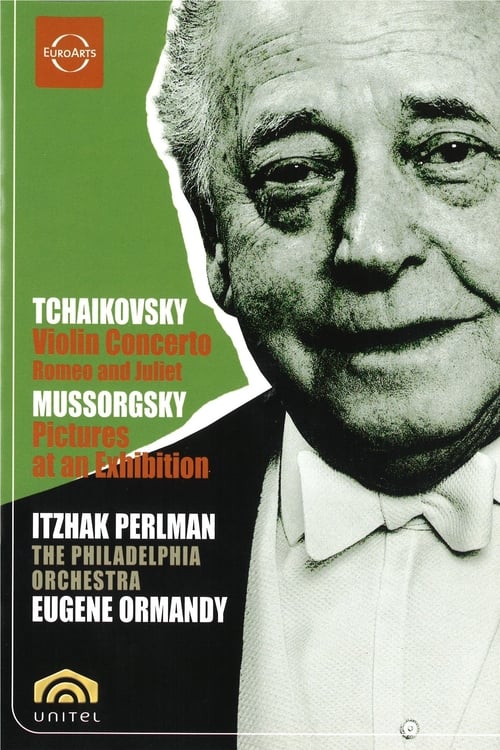 EUROARTS
TCHAIKOVSKY
Violin Concerto
Romeo and Juliet
MUSSORGSKY
Pictures
at an Exhibition
ITZHAK PERLMAN
THE PHILADELPHIA
ORCHESTRA
EUGENE ORMANDY
UNITEL